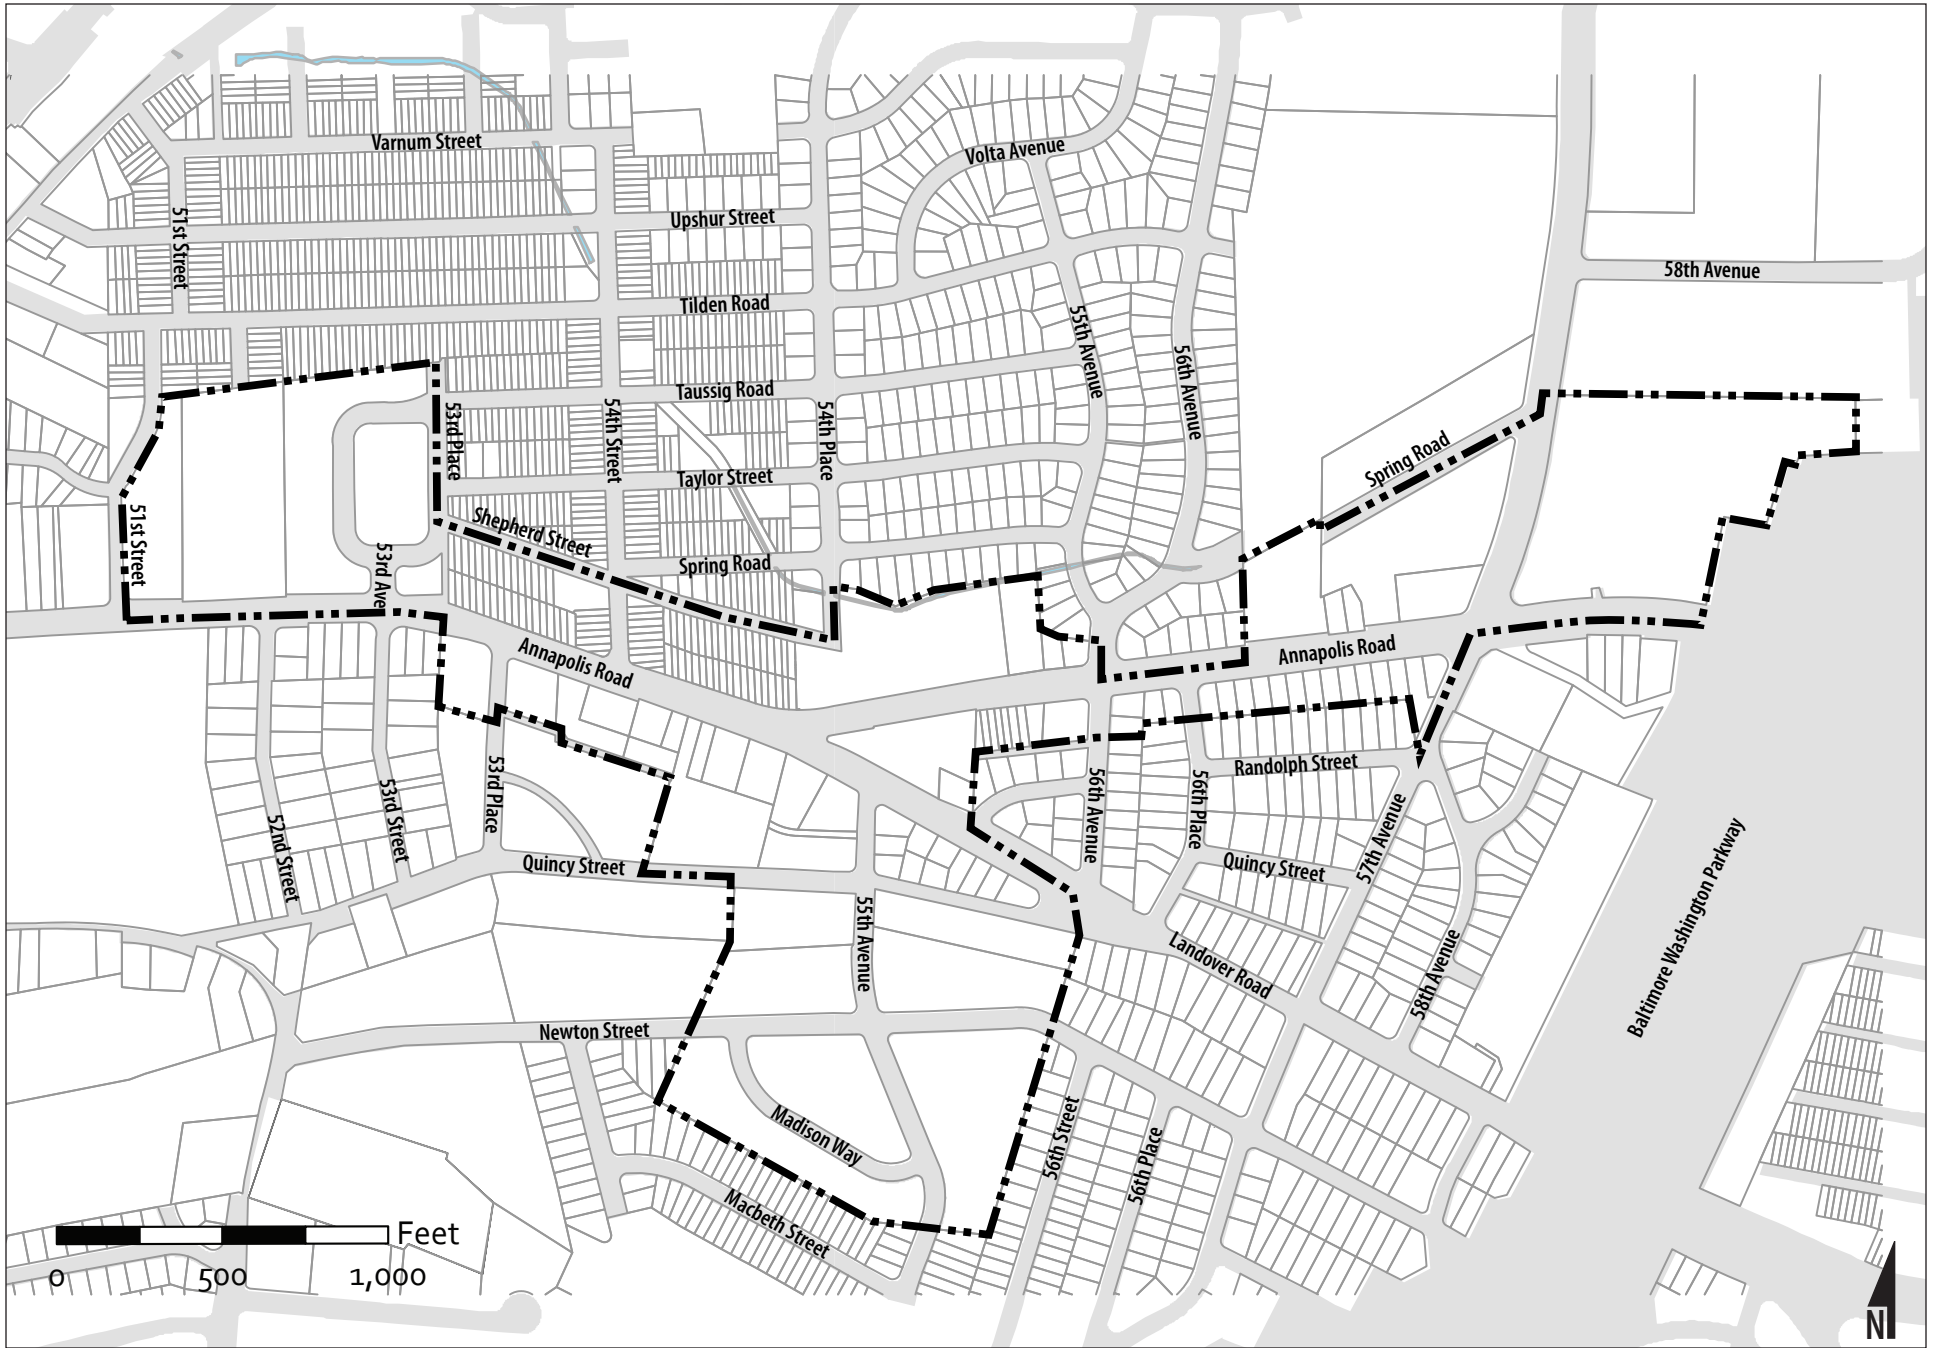 Varnum Street
Volta Avenue
51st Street
Upshur Street
58th Avenue
Tilden Road
55th Avenue
56th Avenue
Taussig Road
53rd Place
54th Street
54th Place
Spring Road
Taylor Street
51st Street
Shepherd Street
53rd Ave
Spring Road
Annapolis Road
Annapolis Road
53rd Place
Randolph Street
53rd Street
52nd Street
56th Avenue
56th Place
57th Avenue
Quincy Street
Quincy Street
Baltimore Washington Parkway
55th Avenue
Landover Road
58th Avenue
Newton Street
Madison Way
56th Street
56th Place
Macbeth Street
Feet
0 500 1,000
N